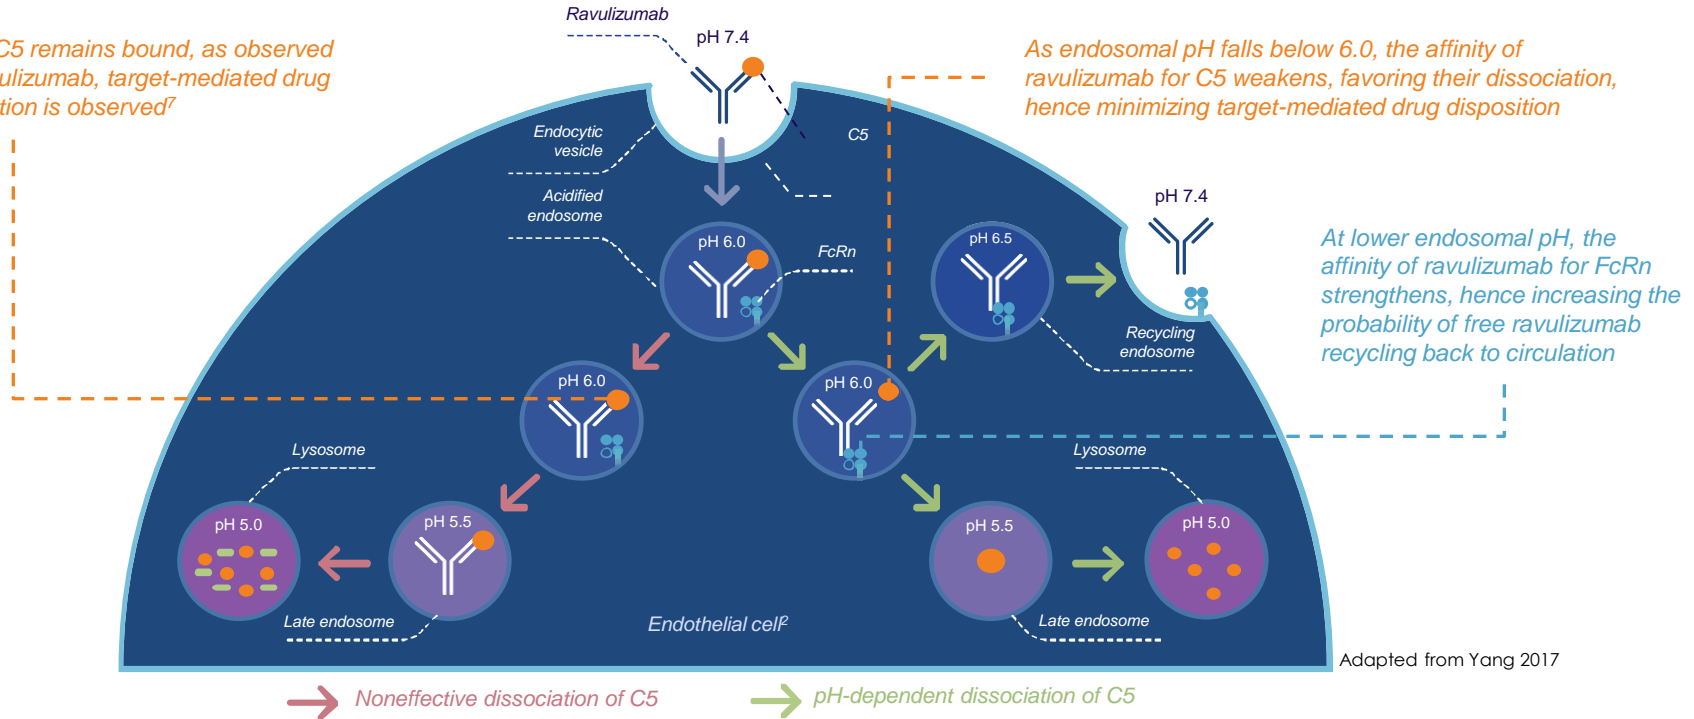 Ravulizumab
pH 7.4
C5 remains bound, as observed
ulizumab, target-mediated drug
tion is observed7
As endosomal pH falls below 6.0, the affinity of
ravulizumab for C5 weakens, favoring their dissociation,
hence minimizing target-mediated drug disposition
Endocytic
vesicle
C5
Acidified
endosome
pH 6.0
FcRn
pH 6.5
pH 7.4
At lower endosomal pH, the
affinity of ravulizumab for FcRn
strengthens, hence increasing the
probability of free ravulizumab
recycling back to circulation
Recycling
endosome
pH 6.0
pH 6.0
Lysosome
Lysosome
pH 5.0
pH 5.5
pH 5.5
pH 5.0
Late endosome
Endothelial cell2
Late endosome
Adapted from Yang 2017
Noneffective dissociation of C5
pH-dependent dissociation of C5